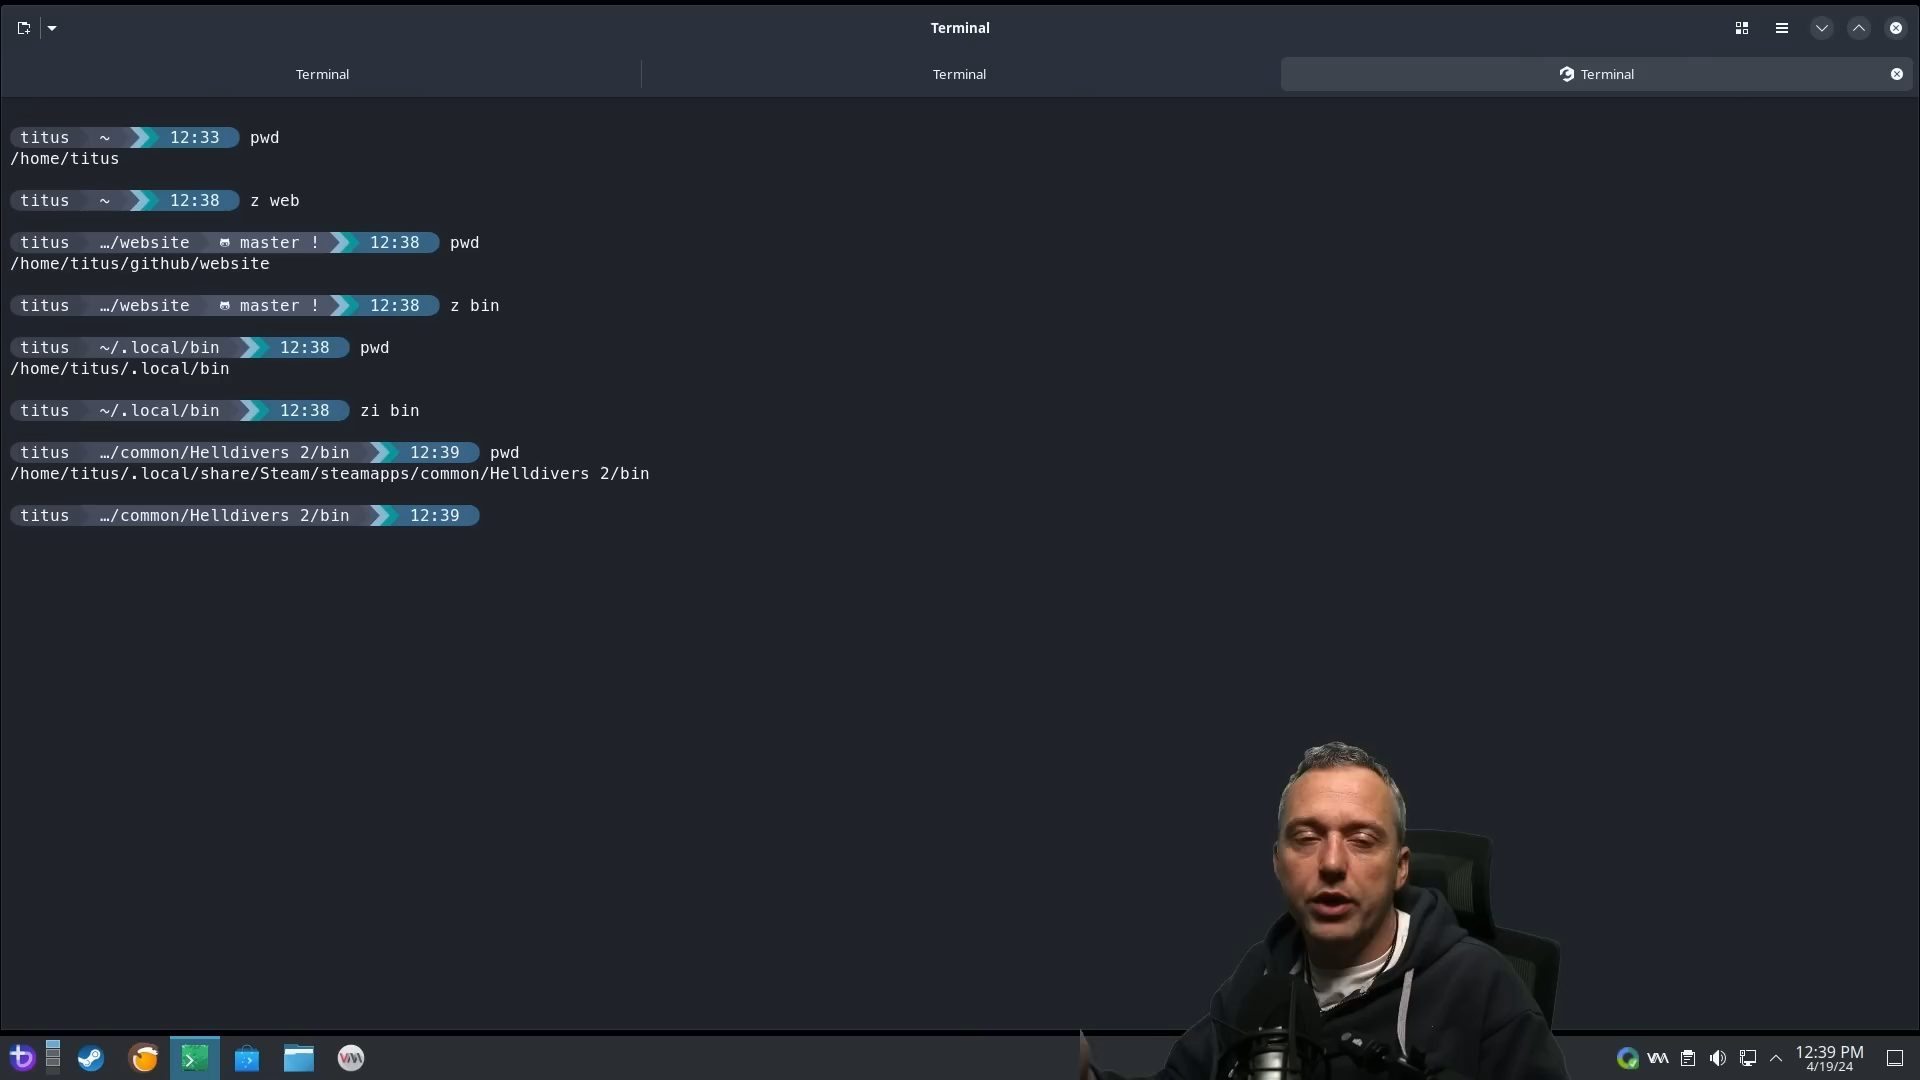 Terminal
Terminal Terminal Terminal
titus ~ 12:33 pwd
/home/titus
titus ~ 12:38 z web
titus …/website master ! 12:38 pwd
/home/titus/github/website
titus …/website master ! 12:38 z bin
titus ~/.local/bin 12:38 pwd
/home/titus/.local/bin
titus ~/.local/bin 12:38 zi bin
titus …/common/Helldivers 2/bin 12:39 pwd
/home/titus/.local/share/Steam/steamapps/common/Helldivers 2/bin
titus …/common/Helldivers 2/bin 12:39
12:39 PM
4/19/24